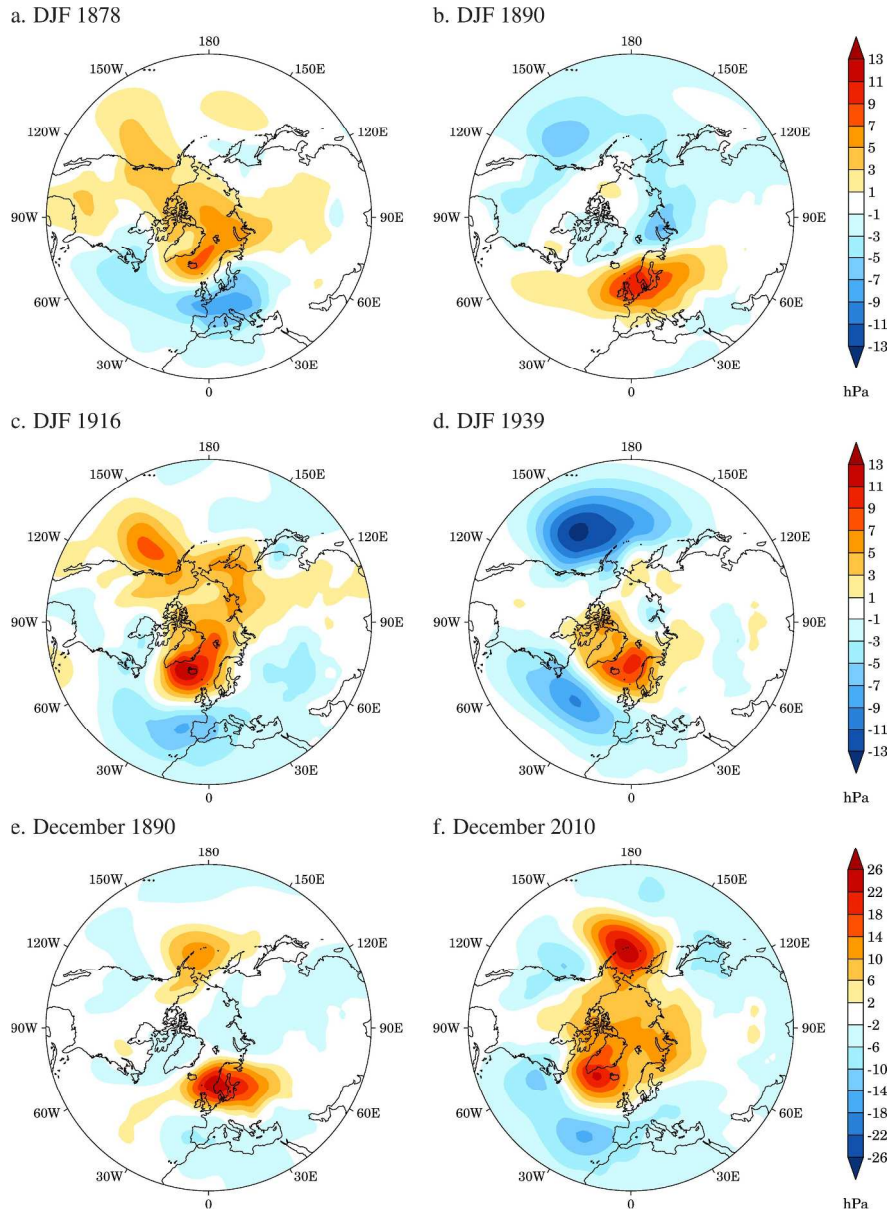 a. DJF 1878
b. DJF 1890
180
150W
150E
120W
120E
90W
90E
60W
60E
30W
30E
0
180
150W
150E
120W
120E
90W
90E
60W
60E
30W
30E
0
13
11
9
7
5
3
1
-1
-3
-5
-7
-9
-11
-13
hPa
c. DJF 1916
d. DJF 1939
180
150W
150E
120W
120E
90W
90E
60W
60E
30W
30E
0
180
150W
150E
120W
120E
90W
90E
60W
60E
30W
30E
0
13
11
9
7
5
3
1
-1
-3
-5
-7
-9
-11
-13
hPa
e. December 1890
f. December 2010
180
150W
150E
120W
120E
90W
90E
60W
60E
30W
30E
0
180
150W
150E
120W
120E
90W
90E
60W
60E
30W
30E
0
26
22
18
14
10
6
2
-2
-6
-10
-14
-18
-22
-26
hPa